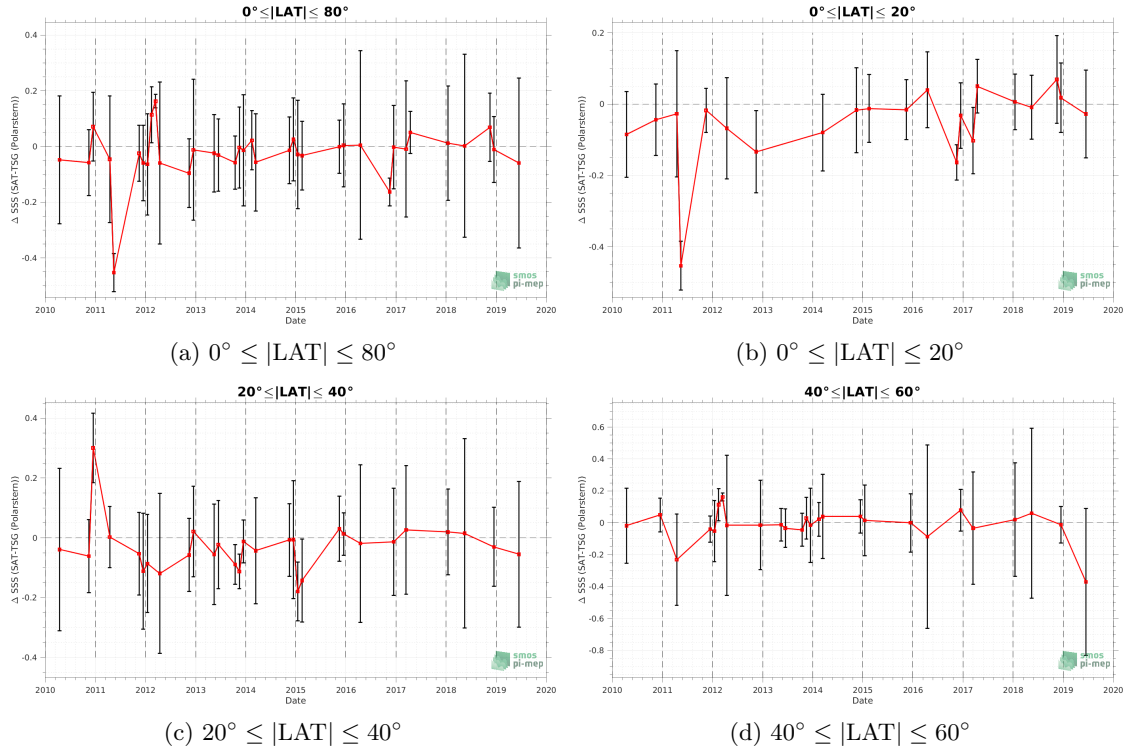 0°≤|LAT|≤ 80°
Δ SSS (SAT-TSG (Polarstern))
0.4
0.2
0
-0.2
-0.4
2010 2011 2012 2013 2014 2015 2016 2017 2018 2019 2020
Date
smos
pi-mep
(a) 0° ≤ |LAT| ≤ 80°
0°≤|LAT|≤ 20°
Δ SSS (SAT-TSG (Polarstern))
0.2
0
-0.2
-0.4
2010 2011 2012 2013 2014 2015 2016 2017 2018 2019 2020
Date
smos
pi-mep
(b) 0° ≤ |LAT| ≤ 20°
20°≤|LAT|≤ 40°
Δ SSS (SAT-TSG (Polarstern))
0.4
0.2
0
-0.2
-0.4
2010 2011 2012 2013 2014 2015 2016 2017 2018 2019 2020
Date
smos
pi-mep
(c) 20° ≤ |LAT| ≤ 40°
40°≤|LAT|≤ 60°
Δ SSS (SAT-TSG (Polarstern))
0.6
0.4
0.2
0
-0.2
-0.4
-0.6
-0.8
2010 2011 2012 2013 2014 2015 2016 2017 2018 2019 2020
Date
smos
pi-mep
(d) 40° ≤ |LAT| ≤ 60°